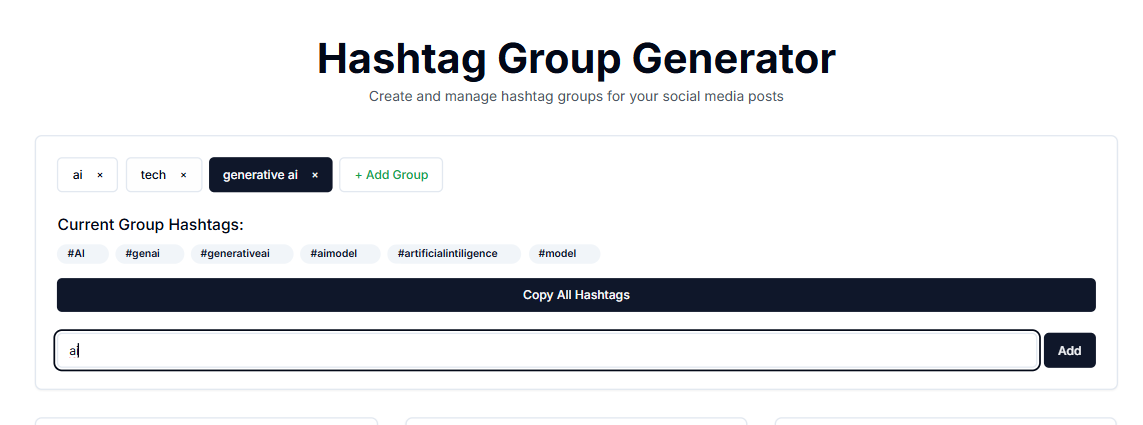 Hashtag Group Generator
Create and manage hashtag groups for your social media posts
ai × tech × generative ai × + Add Group
Current Group Hashtags:
#AI #genai #generativeai #aimodel #artificialintiligence #model
Copy All Hashtags
ai Add